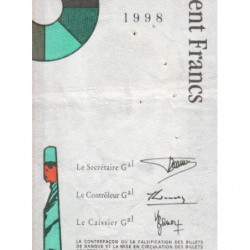 1998
ent Francs
Le Secrétaire Gal
Le Contrôleur Gal
Le Caissier Gal
LA CONTREFAÇON OU LA FALSIFICATION DES BILLETS
DE BANQUE ET LA MISE EN CIRCULATION DES BILLETS